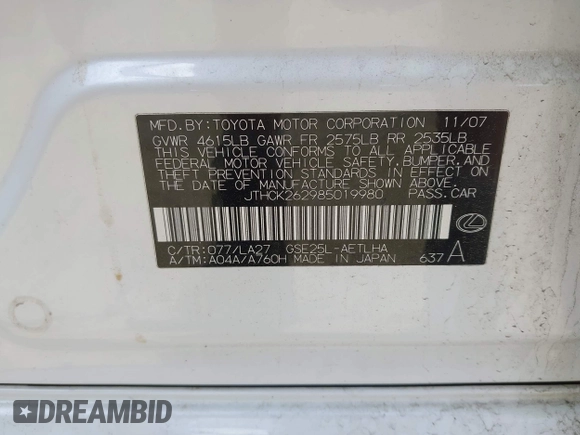 MFD.BY:TOYOTA MOTOR CORPORATION 11/07
GVWR 4615LB GAWR FR 2575LB RR 2535LB
THIS VEHICLE CONFORMS TO ALL APPLICABLE
FEDERAL MOTOR VEHICLE SAFETY,BUMPER,AND
THEFT PREVENTION STANDARDS IN EFFECT ON
THE DATE OF MANUFACTURE SHOWN ABOVE.
JTHCK262985019980 PASS.CAR
C/TR:077/LA27 GSE25L-AETLHA
A/TM:A04A/A760H MADE IN JAPAN 637 A
DREAMBID